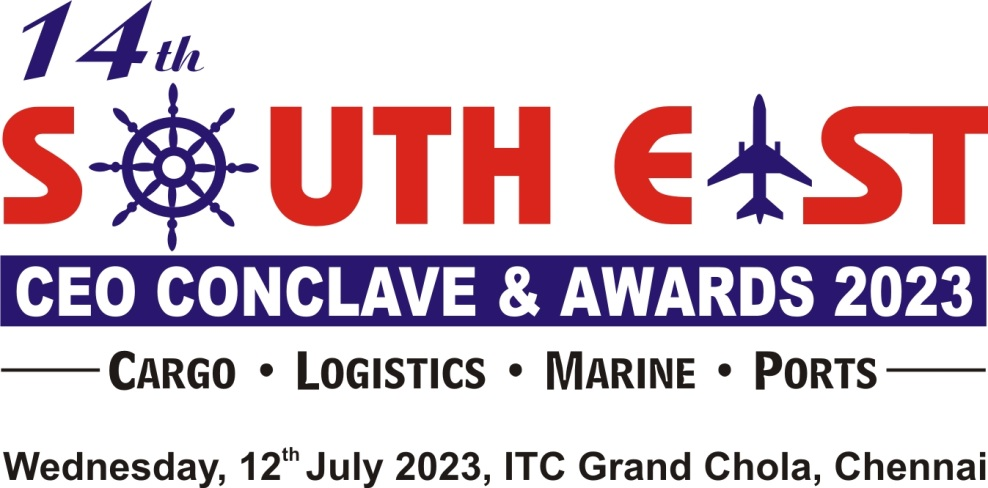 14th
SOUTH EAST
CEO CONCLAVE & AWARDS 2023
CARGO • LOGISTICS • MARINE • PORTS
Wednesday, 12th July 2023, ITC Grand Chola, Chennai